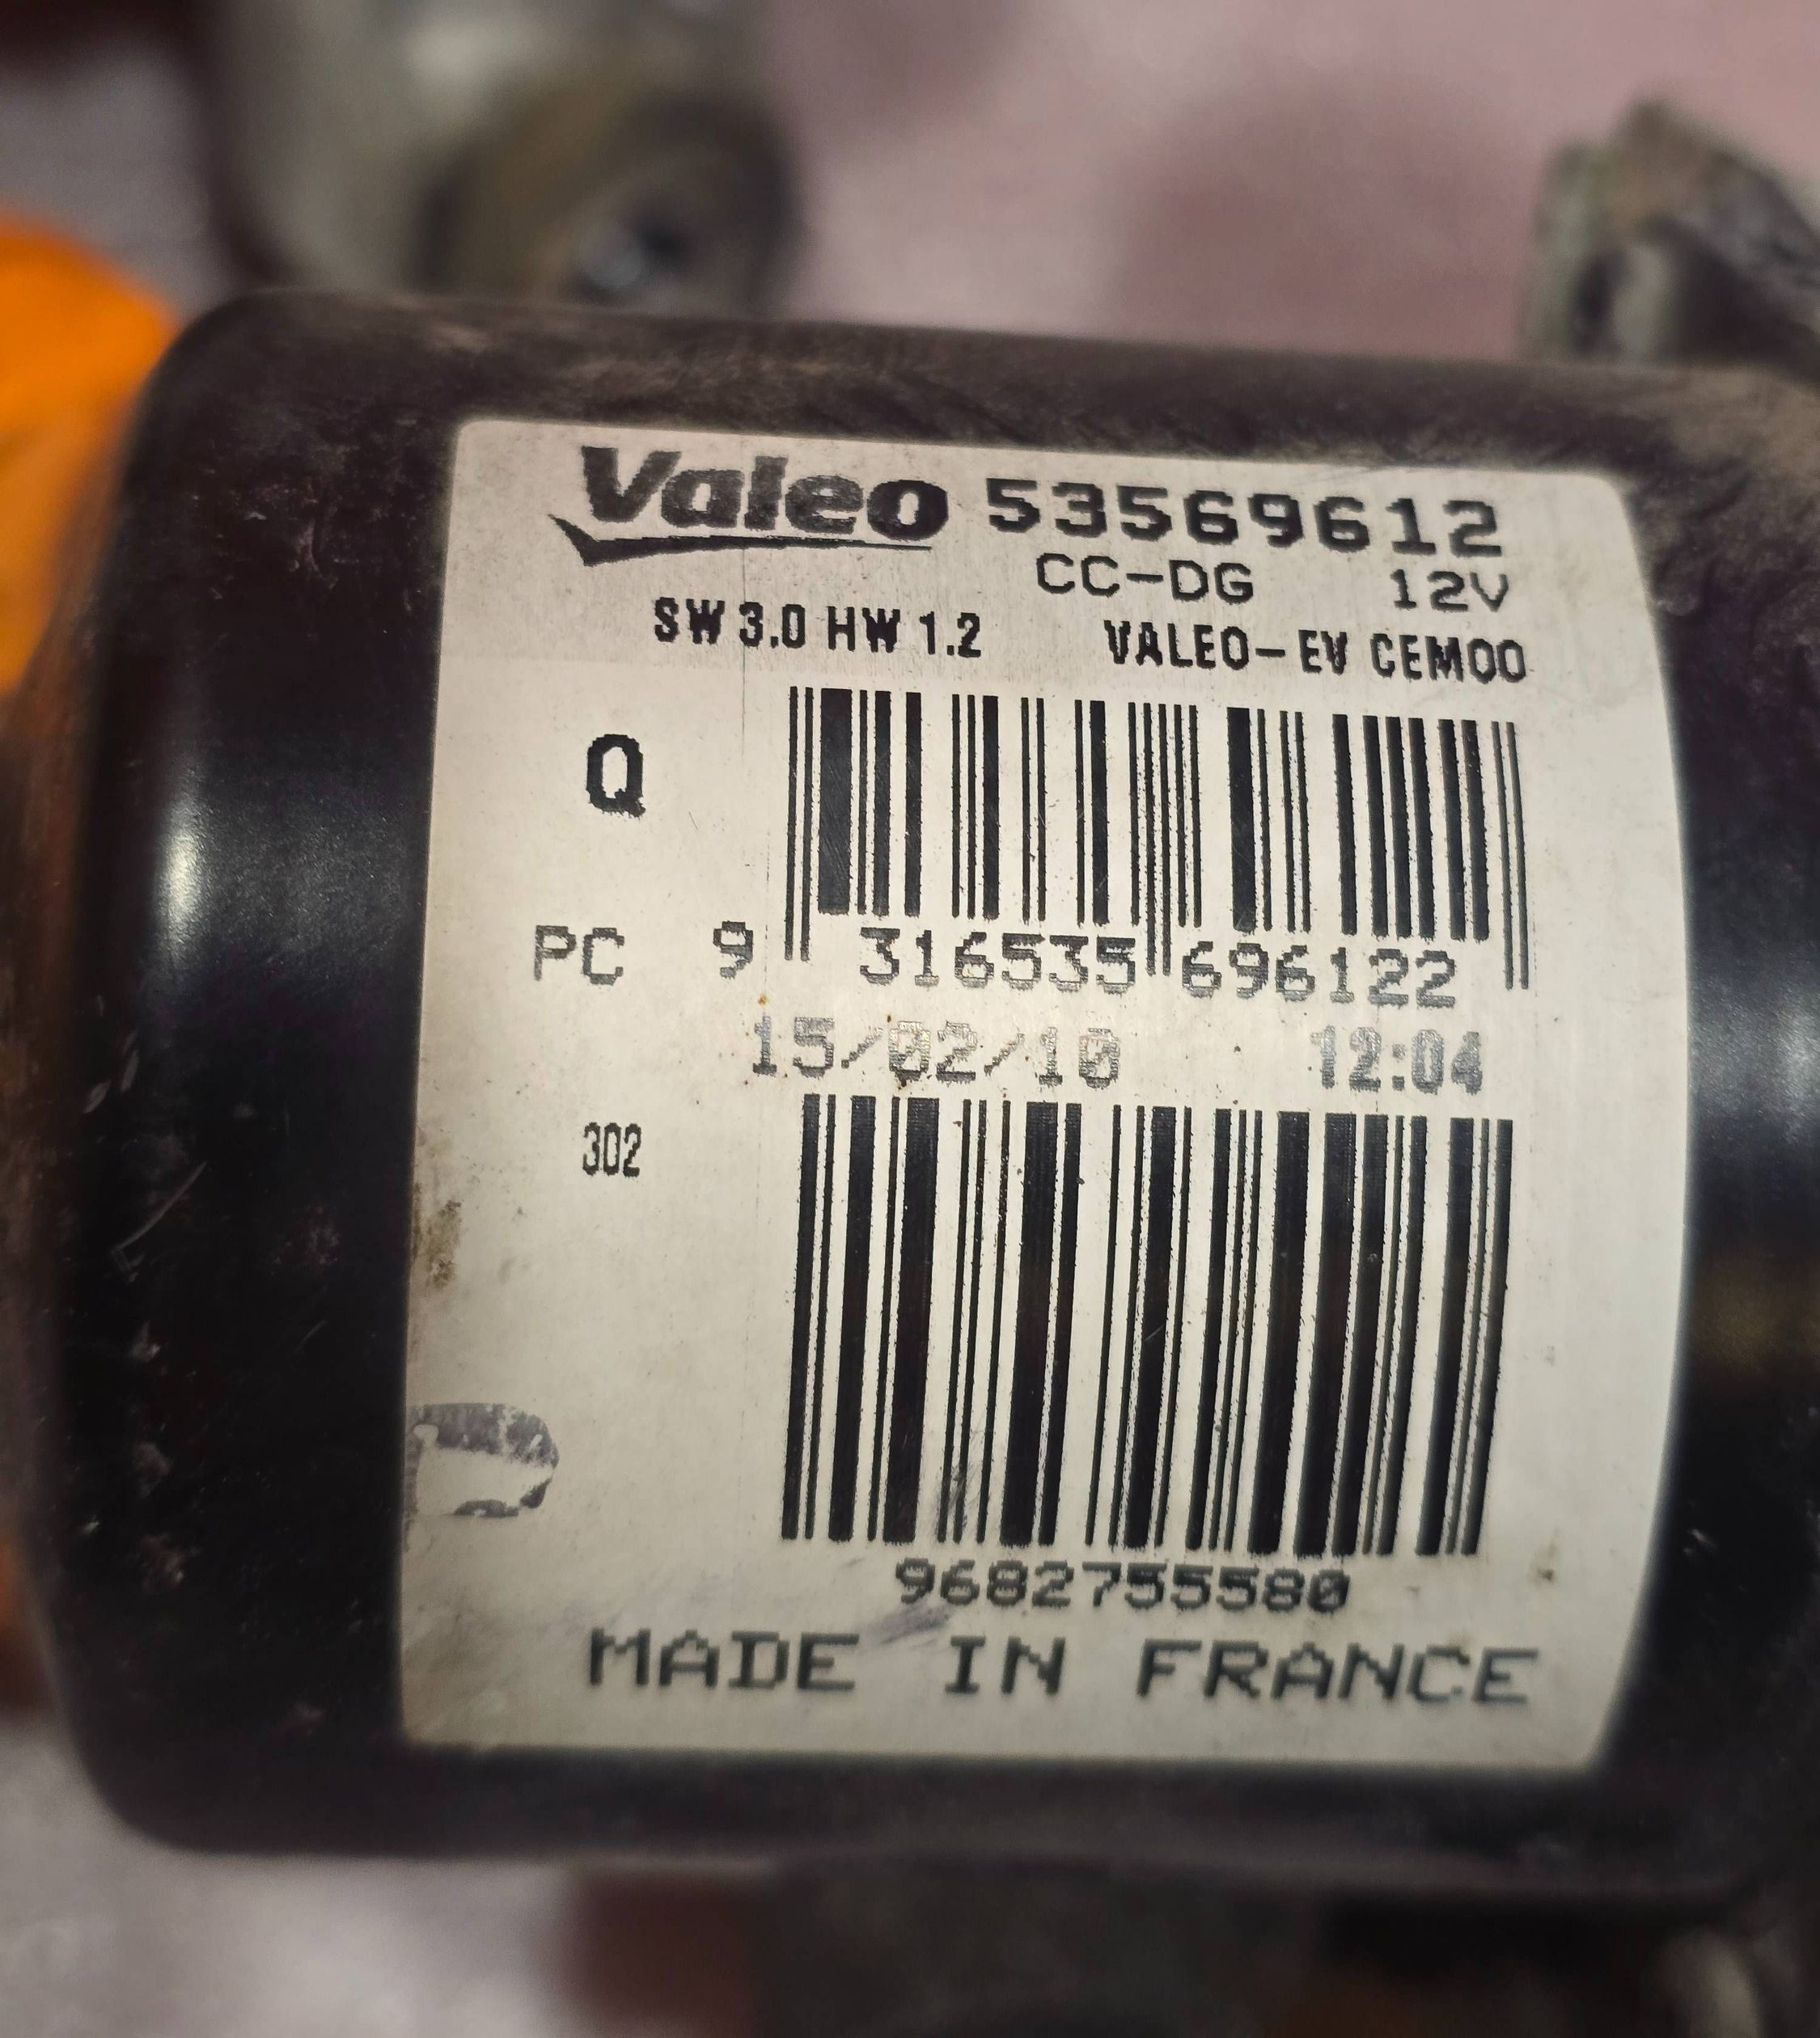 Valeo 53569612
CC-DG 12V
SW 3.0 HW 1.2 VALEO-EV CEMOO
Q
PC 9 316535 696122
15/02/10 12:04
302
9682755580
MADE IN FRANCE